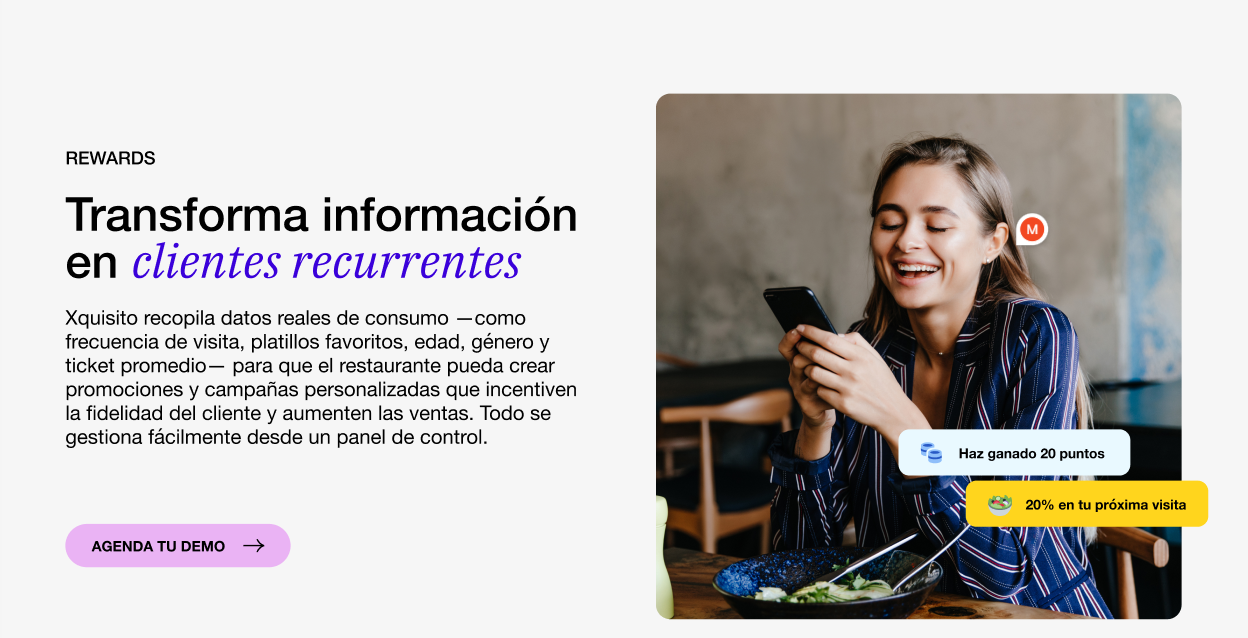 REWARDS
Transforma información
en clientes recurrentes
Xquisito recopila datos reales de consumo —como
frecuencia de visita, platillos favoritos, edad, género y
ticket promedio— para que el restaurante pueda crear
promociones y campañas personalizadas que incentiven
la fidelidad del cliente y aumenten las ventas. Todo se
gestiona fácilmente desde un panel de control.
AGENDA TU DEMO
M
Haz ganado 20 puntos
20% en tu próxima visita